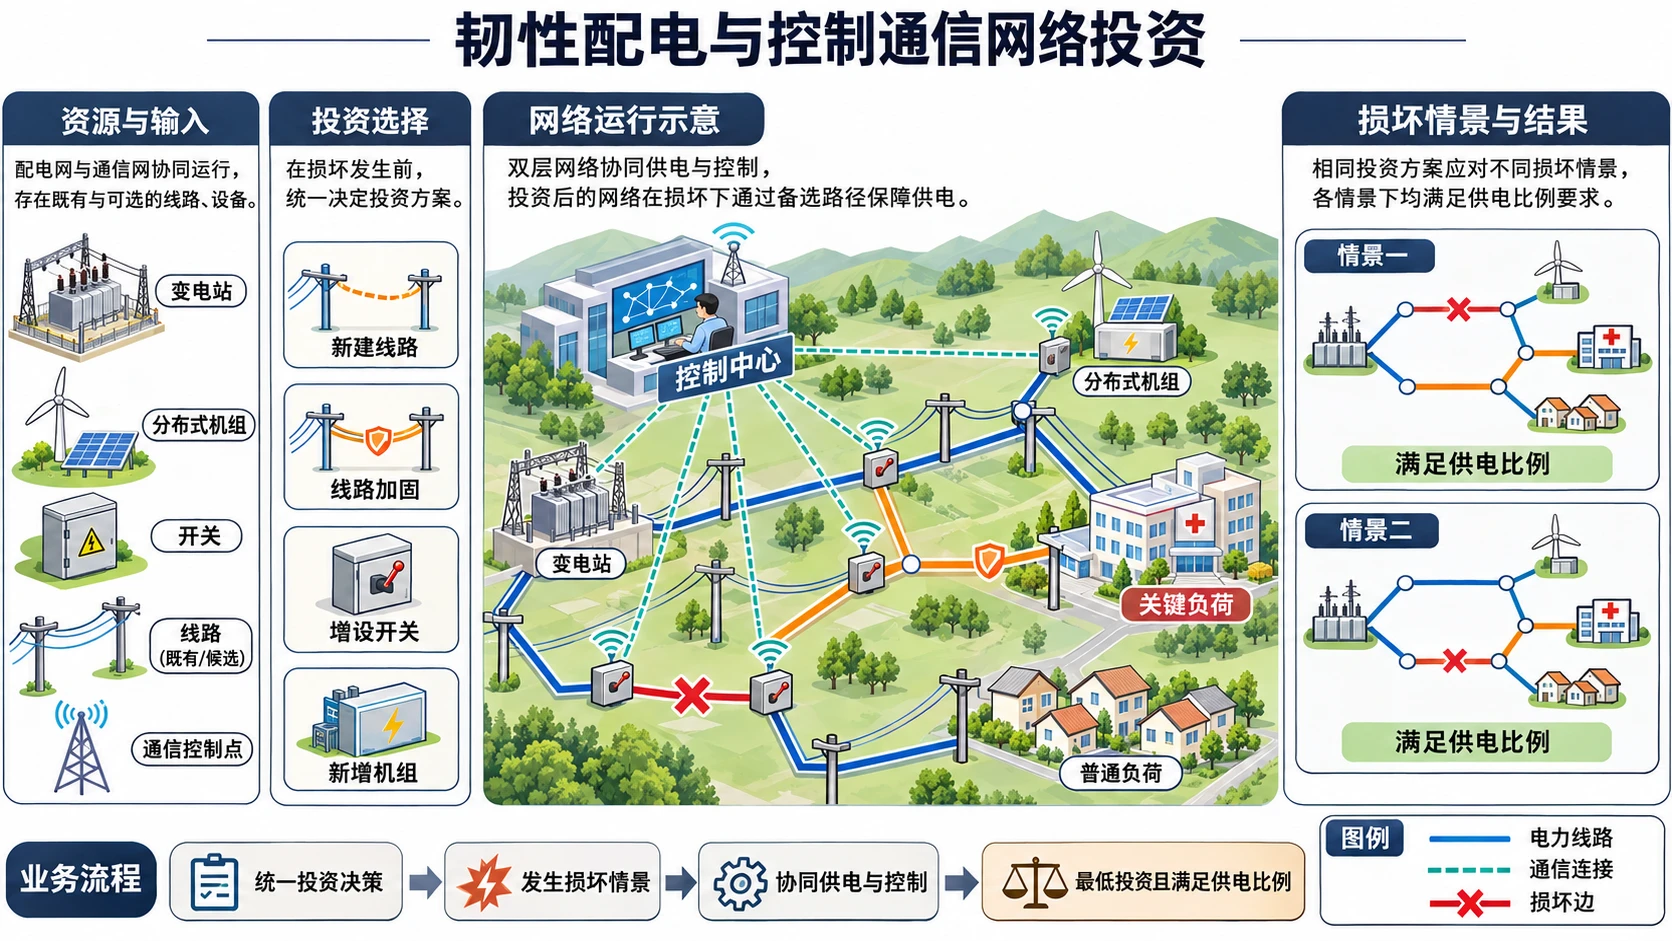 韧性配电与控制通信网络投资
资源与输入
配电网与通信网协同运行，
存在既有与可选的线路、设备。
变电站
分布式机组
开关
线路
(既有/候选)
通信控制点
投资选择
在损坏发生前，
统一决定投资方案。
新建线路
线路加固
增设开关
新增机组
网络运行示意
双层网络协同供电与控制，
投资后的网络在损坏下通过备选路径保障供电。
控制中心
分布式机组
变电站
关键负荷
普通负荷
损坏情景与结果
相同投资方案应对不同损坏情景，
各情景下均满足供电比例要求。
情景一
满足供电比例
情景二
满足供电比例
业务流程
统一投资决策
发生损坏情景
协同供电与控制
最低投资且满足供电比例
图例
电力线路
通信连接
损坏边